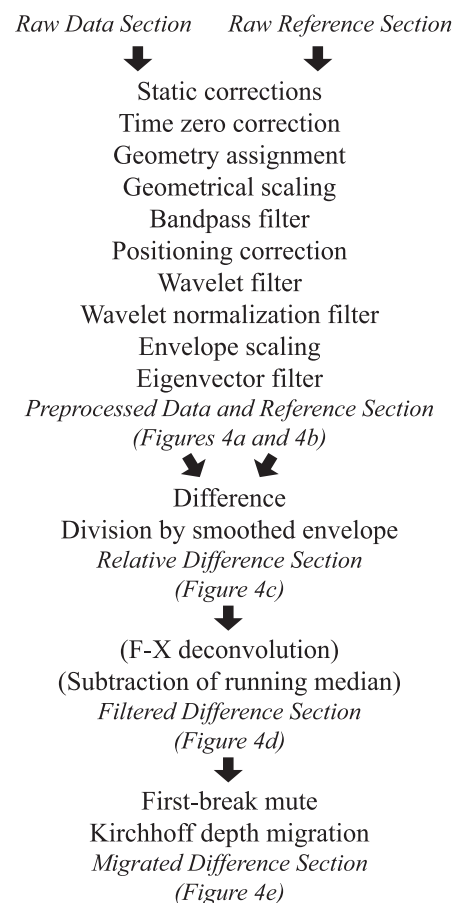 Raw Data Section Raw Reference Section
Static corrections
Time zero correction
Geometry assignment
Geometrical scaling
Bandpass filter
Positioning correction
Wavelet filter
Wavelet normalization filter
Envelope scaling
Eigenvector filter
Preprocessed Data and Reference Section
(Figures 4a and 4b)
Difference
Division by smoothed envelope
Relative Difference Section
(Figure 4c)
(F-X deconvolution)
(Subtraction of running median)
Filtered Difference Section
(Figure 4d)
First-break mute
Kirchhoff depth migration
Migrated Difference Section
(Figure 4e)